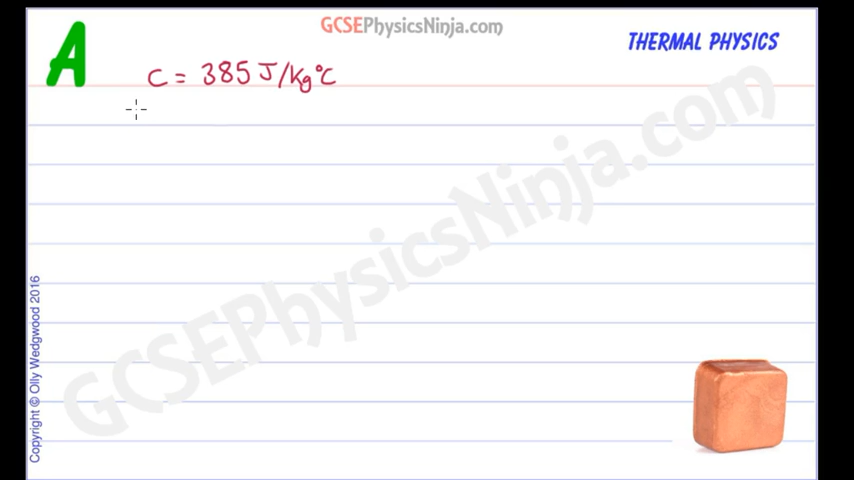 GCSEPhysicsNinja.com
THERMAL PHYSICS
A
C = 385 J/kg°C
GCSEPhysicsNinja.com
Copyright © Olly Wedgwood 2016